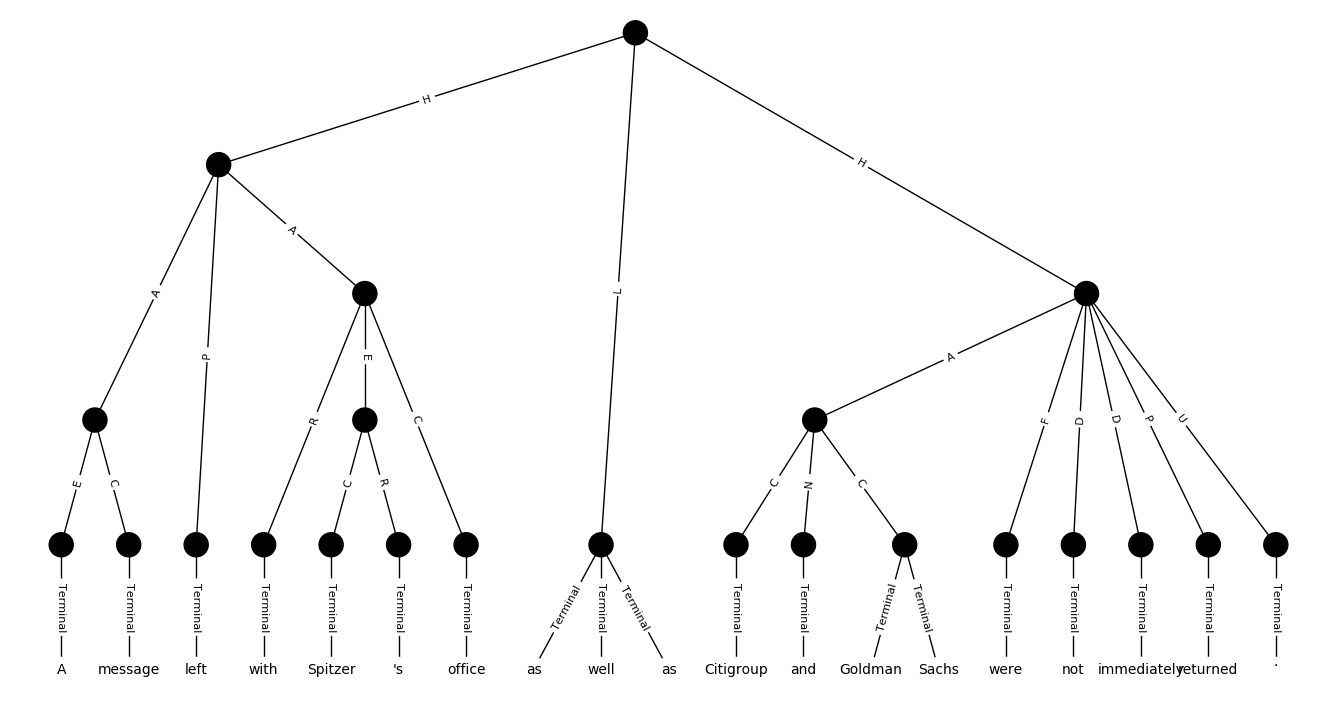 H
H
A
A
L
A
P
E
R
C
A
F
D
D
P
U
E
C
C
R
C
N
C
Terminal Terminal Terminal Terminal Terminal Terminal Terminal Terminal Terminal Terminal Terminal Terminal Terminal Terminal Terminal Terminal Terminal Terminal Terminal
A message left with Spitzer 's office as well as Citigroup and Goldman Sachs were not immediately returned .